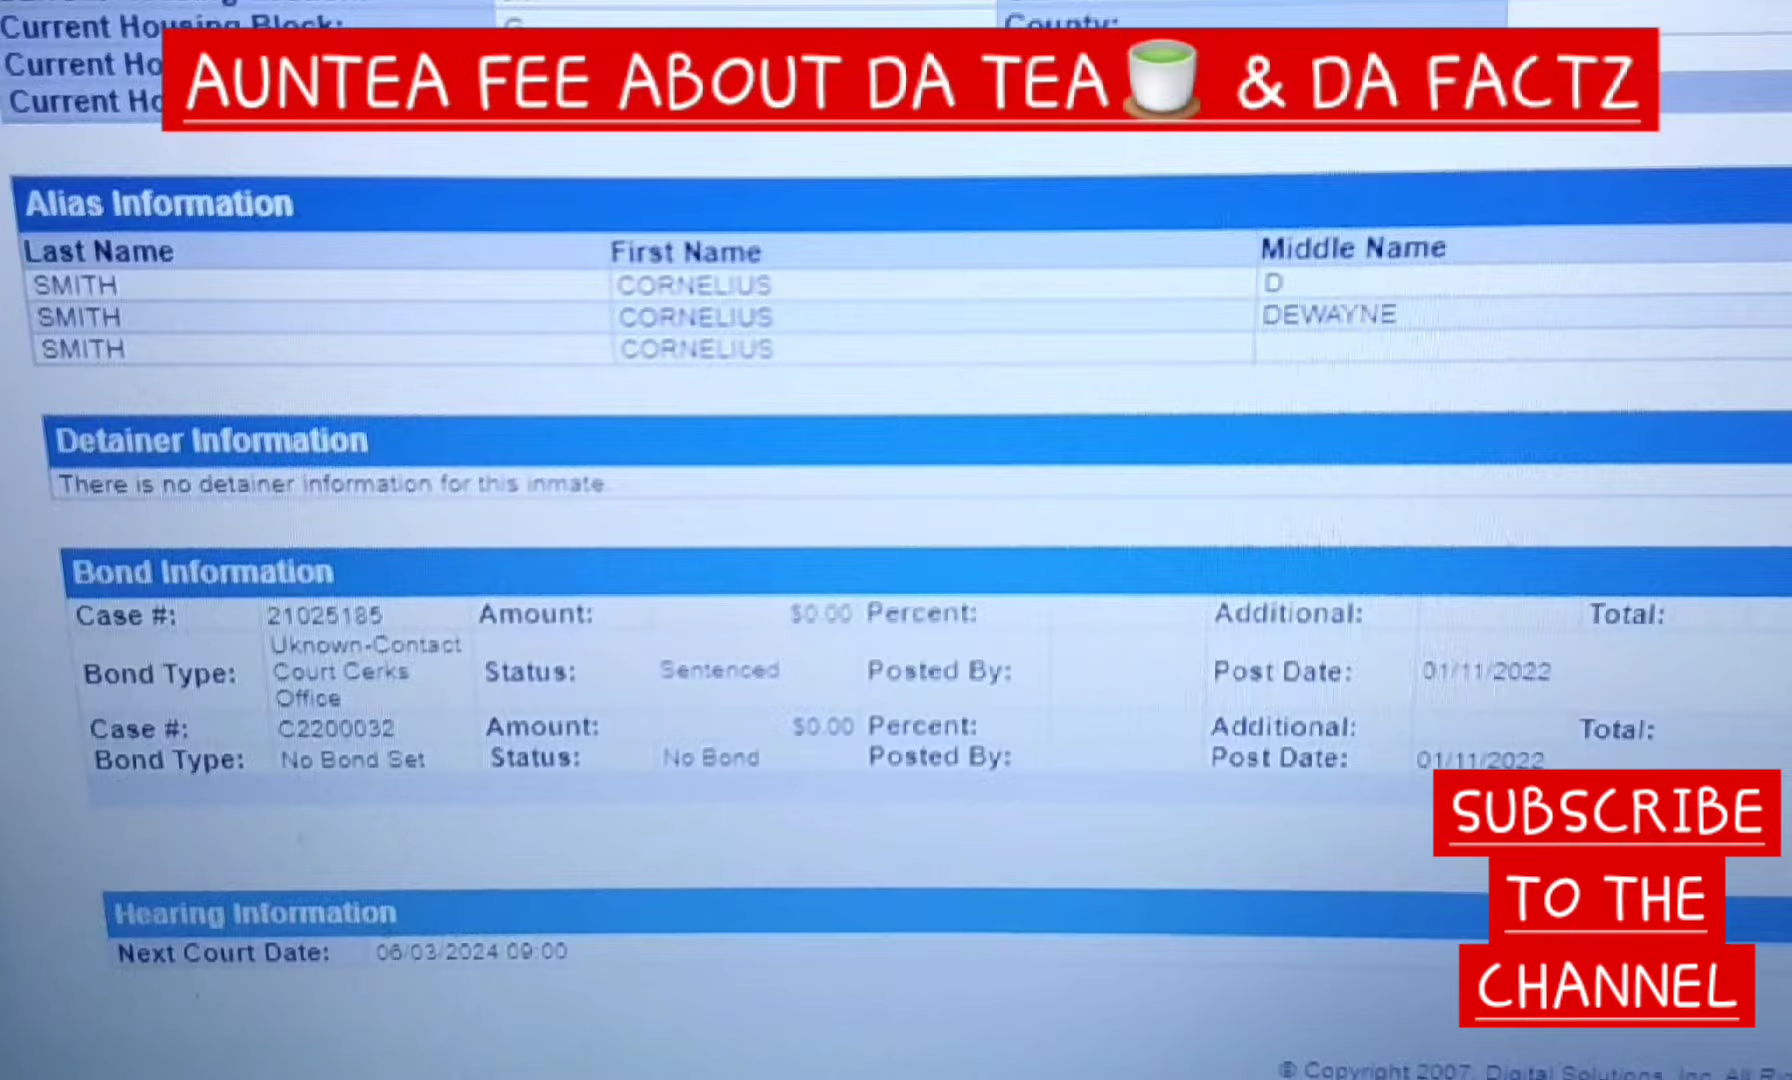 Current Housing Block:
County:
AUNTEA FEE ABOUT DA TEA🍵 & DA FACTZ
Current Ho
Current Ho
Alias Information
Last Name First Name Middle Name
SMITH CORNELIUS D
SMITH CORNELIUS DEWAYNE
SMITH CORNELIUS
Detainer Information
There is no detainer information for this inmate.
Bond Information
Case #: 21025185 Amount: $0.00 Percent: Additional: Total:
Uknown-Contact
Bond Type: Court Cerks Status: Sentenced Posted By: Post Date: 01/11/2022
Office
Case #: C2200032 Amount: $0.00 Percent: Additional: Total:
Bond Type: No Bond Set Status: No Bond Posted By: Post Date: 01/11/2022
SUBSCRIBE
TO THE
CHANNEL
Hearing Information
Next Court Date: 06/03/2024 09:00
© Copyright 2007, Digital Solutions, Inc. All